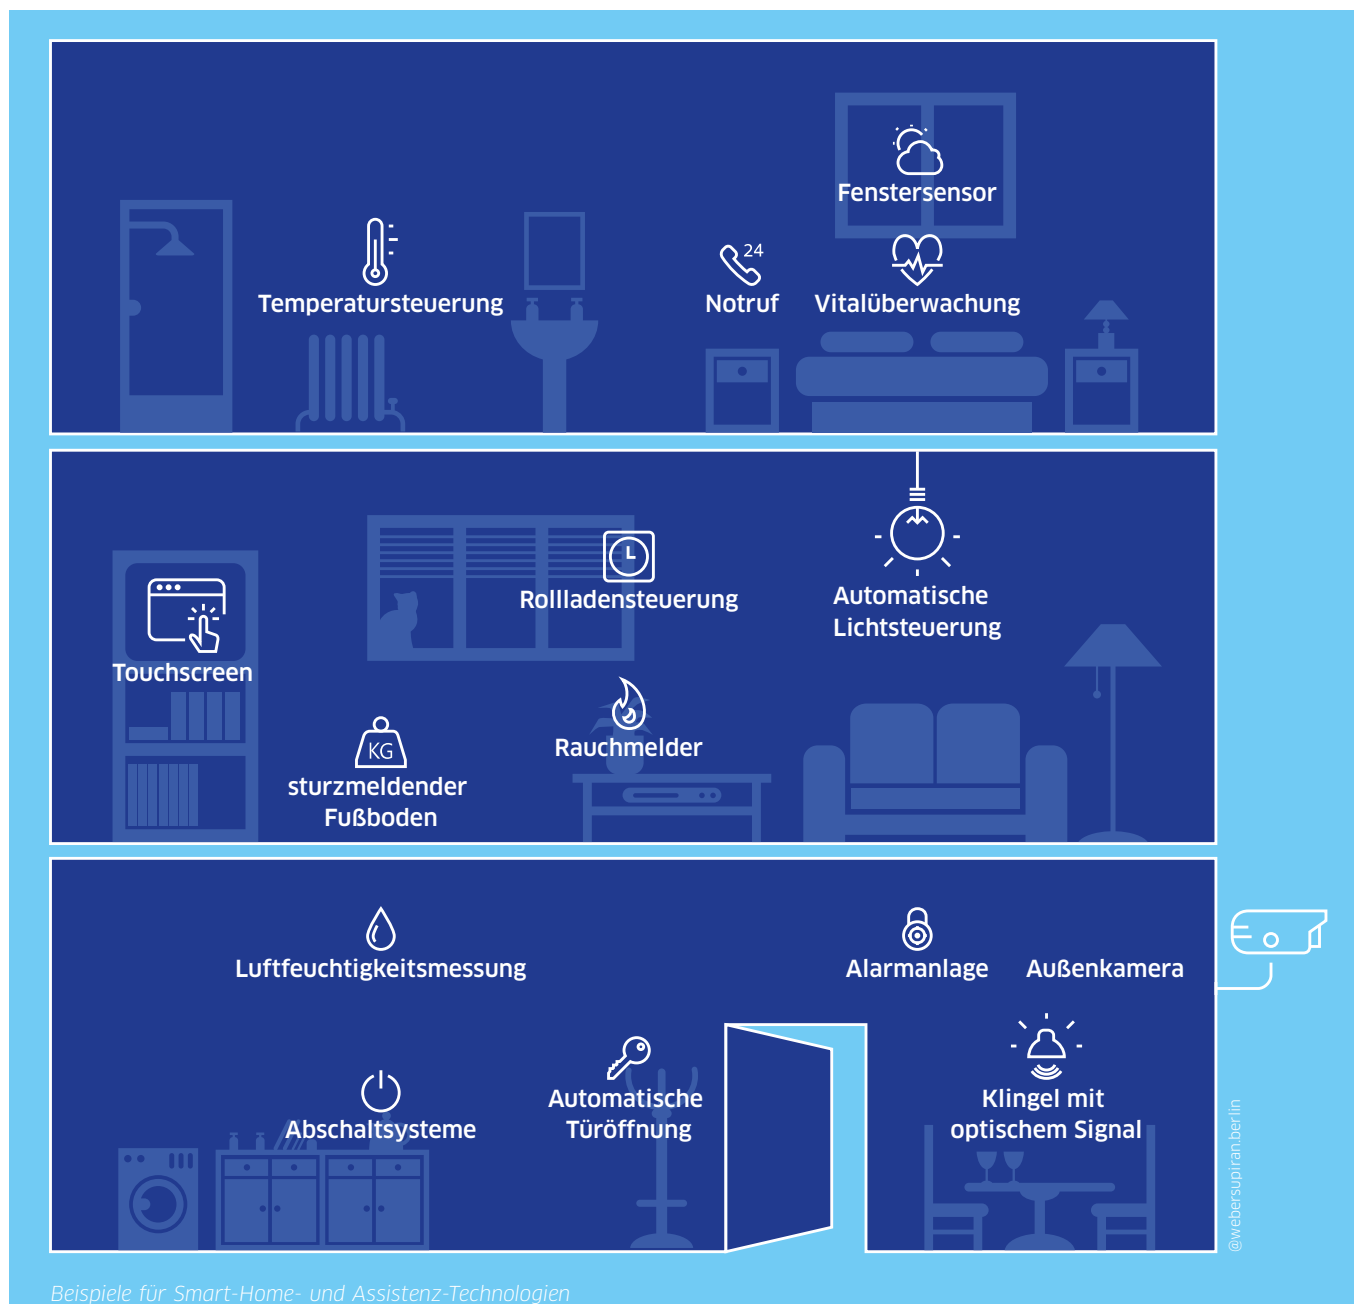 Fenstersensor
24
Temperatursteuerung
Notruf
Vitalüberwachung
Rollladensteuerung
Automatische
Lichtsteuerung
Touchscreen
KG
Rauchmelder
sturzmeldender
Fußboden
Luftfeuchtigkeitsmessung
Alarmanlage
Außenkamera
Abschaltsysteme
Automatische
Türöffnung
Klingel mit
optischem Signal
@webersupiran.berlin
Beispiele für Smart-Home- und Assistenz-Technologien